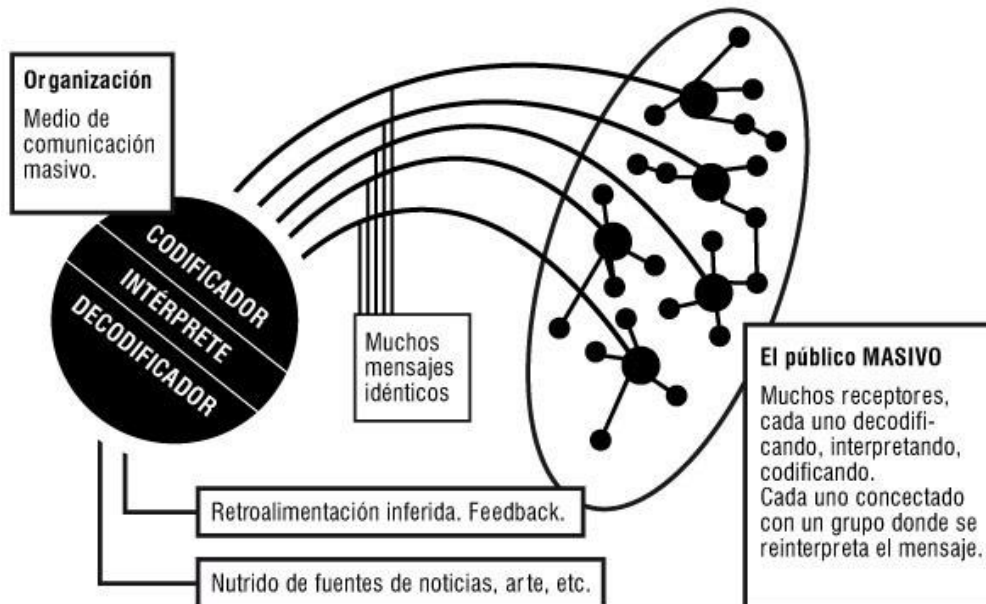 Organización
Medio de
comunicación
masivo.
CODIFICADOR
INTÉRPRETE
DECODIFICADOR
Muchos
mensajes
idénticos
El público MASIVO
Muchos receptores,
cada uno decodifi-
cando, interpretando,
codificando.
Cada uno concectado
con un grupo donde se
reinterpreta el mensaje.
Retroalimentación inferida. Feedback.
Nutrido de fuentes de noticias, arte, etc.